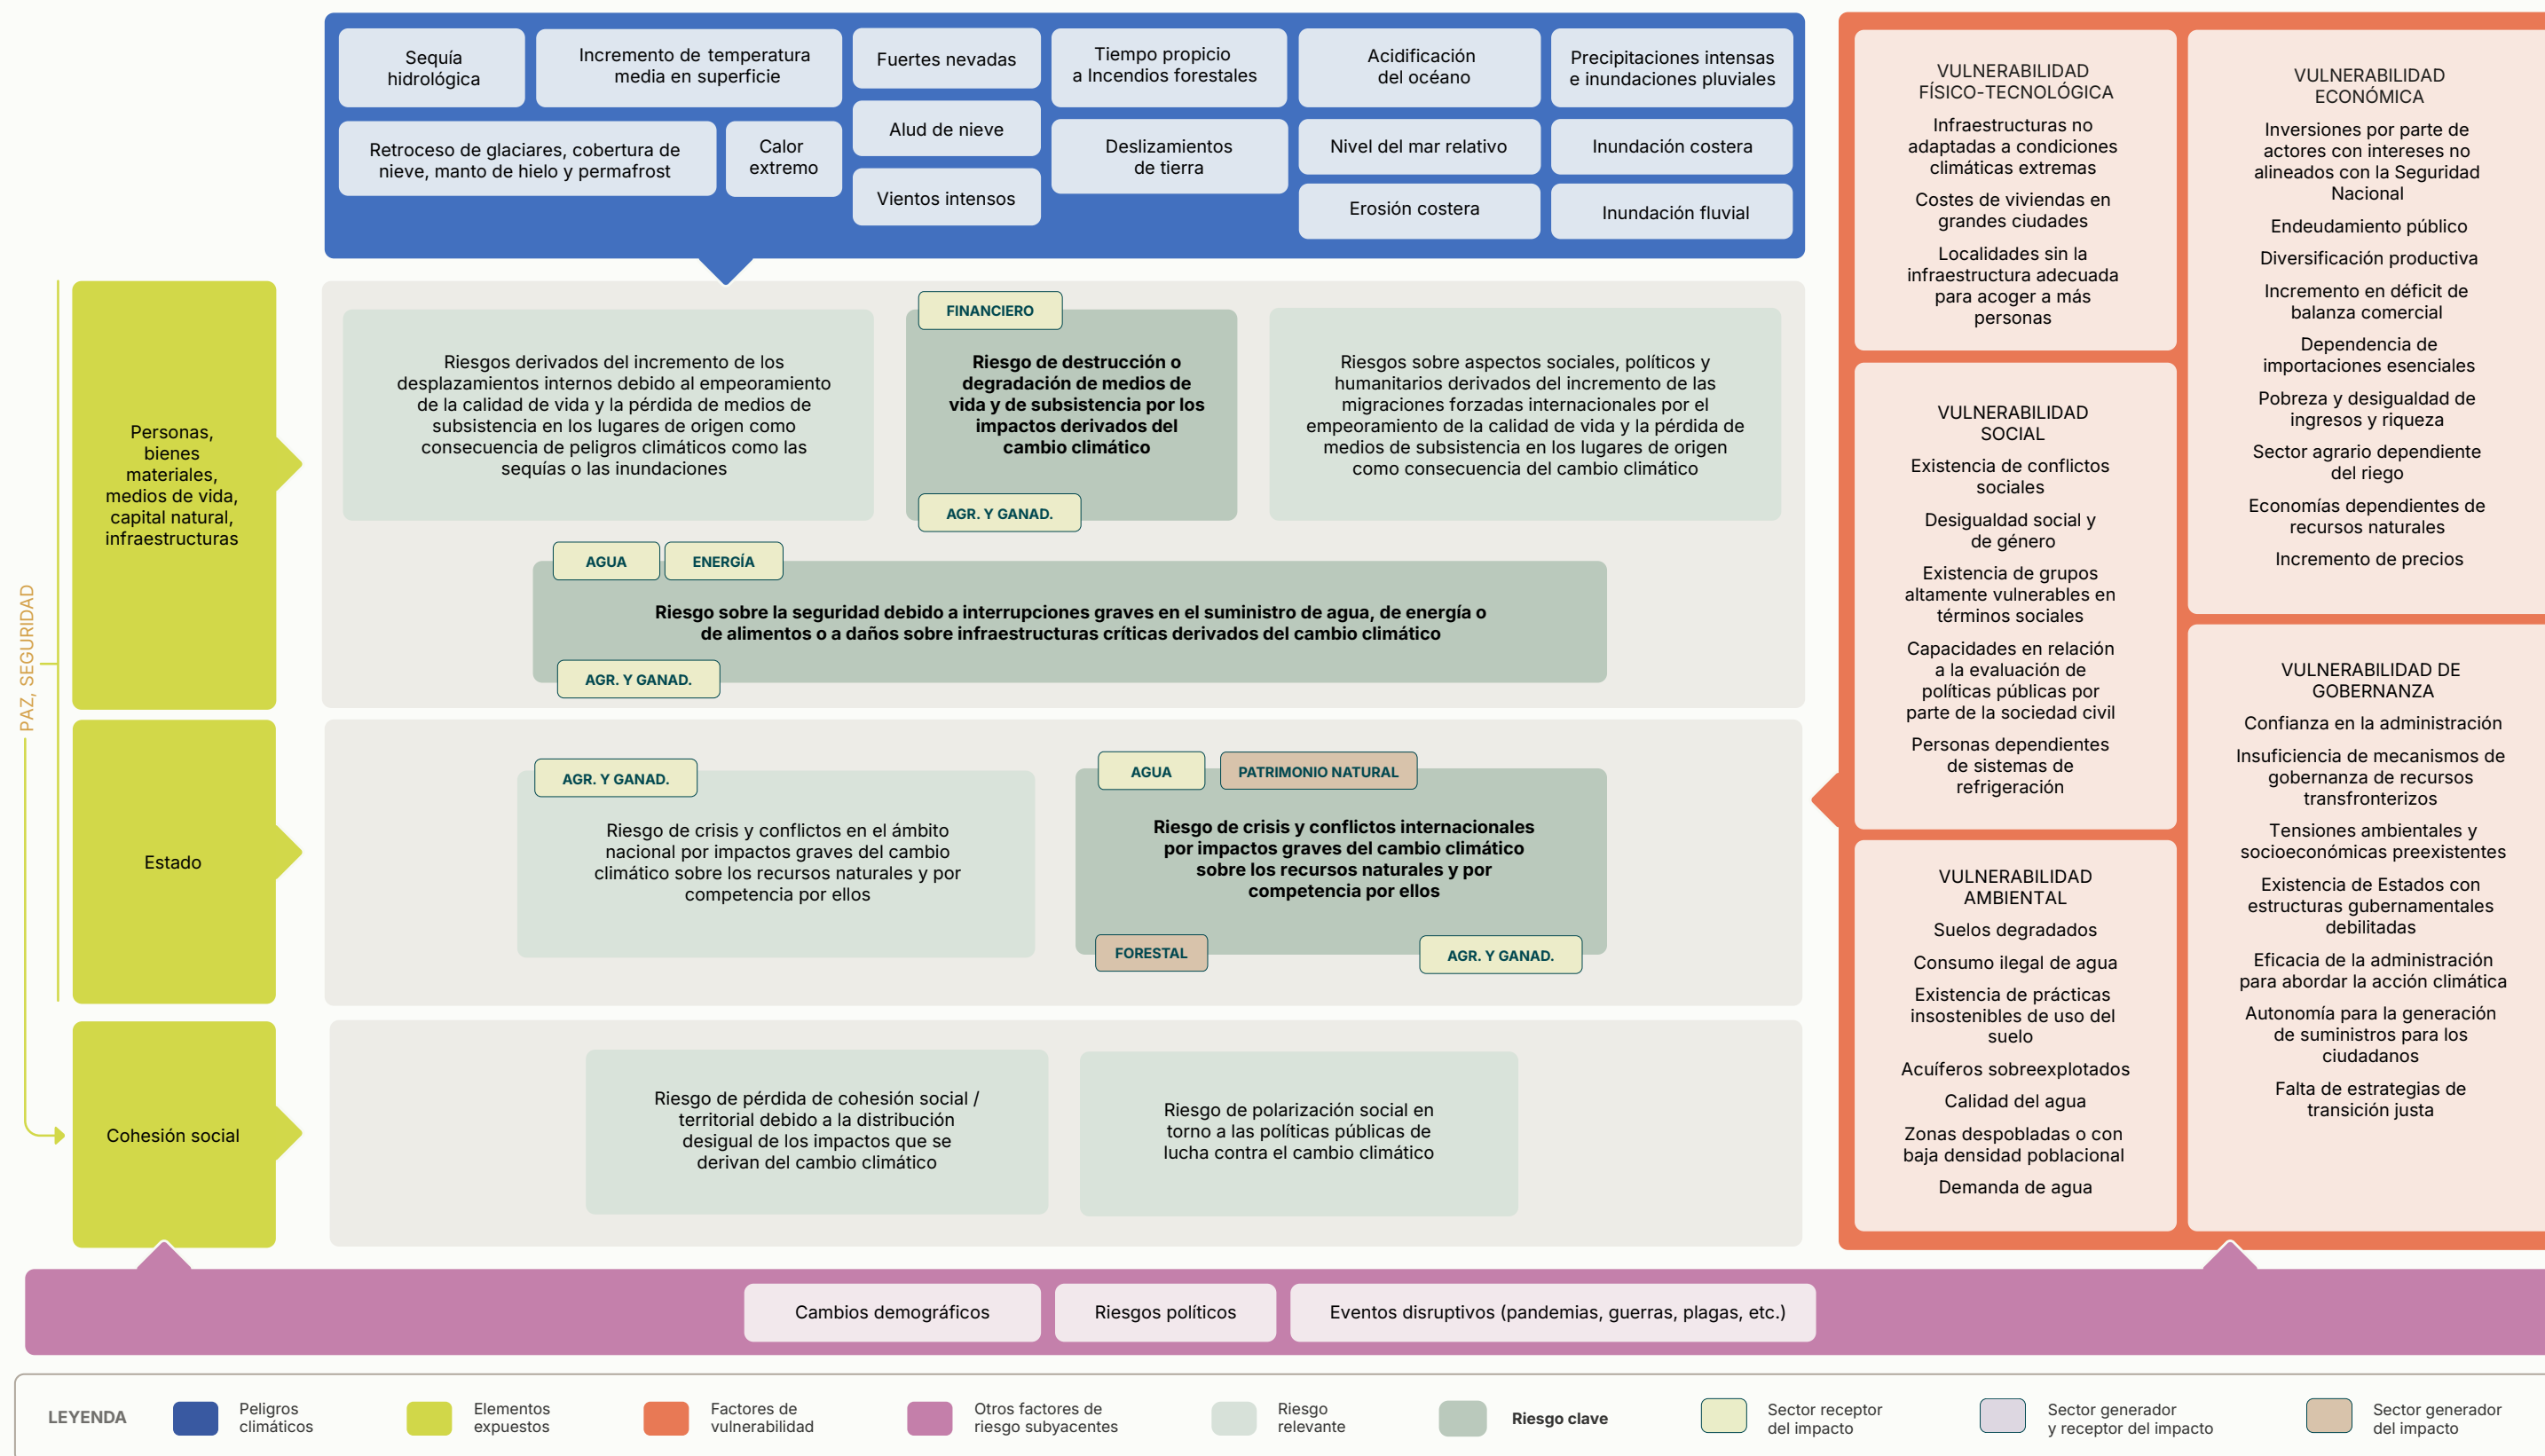 Sequía
hidrológica
Incremento de temperatura
media en superficie
Fuertes nevadas
Tiempo propicio
a Incendios forestales
Acidificación
del océano
Precipitaciones intensas
e inundaciones pluviales
Retroceso de glaciares, cobertura de
nieve, manto de hielo y permafrost
Calor
extremo
Alud de nieve
Vientos intensos
Deslizamientos
de tierra
Nivel del mar relativo
Inundación costera
Erosión costera
Inundación fluvial
PAZ, SEGURIDAD
Personas,
bienes
materiales,
medios de vida,
capital natural,
infraestructuras
Riesgos derivados del incremento de los
desplazamientos internos debido al empeoramiento
de la calidad de vida y la pérdida de medios de
subsistencia en los lugares de origen como
consecuencia de peligros climáticos como las
sequías o las inundaciones
FINANCIERO
Riesgo de destrucción o
degradación de medios de
vida y de subsistencia por los
impactos derivados del
cambio climático
AGR. Y GANAD.
Riesgos sobre aspectos sociales, políticos y
humanitarios derivados del incremento de las
migraciones forzadas internacionales por el
empeoramiento de la calidad de vida y la pérdida de
medios de subsistencia en los lugares de origen
como consecuencia del cambio climático
AGUA
ENERGÍA
Riesgo sobre la seguridad debido a interrupciones graves en el suministro de agua, de energía o
de alimentos o a daños sobre infraestructuras críticas derivados del cambio climático
AGR. Y GANAD.
Estado
AGR. Y GANAD.
Riesgo de crisis y conflictos en el ámbito
nacional por impactos graves del cambio
climático sobre los recursos naturales y por
competencia por ellos
AGUA
PATRIMONIO NATURAL
Riesgo de crisis y conflictos internacionales
por impactos graves del cambio climático
sobre los recursos naturales y por
competencia por ellos
FORESTAL
AGR. Y GANAD.
Cohesión social
Riesgo de pérdida de cohesión social /
territorial debido a la distribución
desigual de los impactos que se
derivan del cambio climático
Riesgo de polarización social en
torno a las políticas públicas de
lucha contra el cambio climático
VULNERABILIDAD
FÍSICO-TECNOLÓGICA
Infraestructuras no
adaptadas a condiciones
climáticas extremas
Costes de viviendas en
grandes ciudades
Localidades sin la
infraestructura adecuada
para acoger a más
personas
VULNERABILIDAD
SOCIAL
Existencia de conflictos
sociales
Desigualdad social y
de género
Existencia de grupos
altamente vulnerables en
términos sociales
Capacidades en relación
a la evaluación de
políticas públicas por
parte de la sociedad civil
Personas dependientes
de sistemas de
refrigeración
VULNERABILIDAD
AMBIENTAL
Suelos degradados
Consumo ilegal de agua
Existencia de prácticas
insostenibles de uso del
suelo
Acuíferos sobreexplotados
Calidad del agua
Zonas despobladas o con
baja densidad poblacional
Demanda de agua
VULNERABILIDAD
ECONÓMICA
Inversiones por parte de
actores con intereses no
alineados con la Seguridad
Nacional
Endeudamiento público
Diversificación productiva
Incremento en déficit de
balanza comercial
Dependencia de
importaciones esenciales
Pobreza y desigualdad de
ingresos y riqueza
Sector agrario dependiente
del riego
Economías dependientes de
recursos naturales
Incremento de precios
VULNERABILIDAD DE
GOBERNANZA
Confianza en la administración
Insuficiencia de mecanismos de
gobernanza de recursos
transfronterizos
Tensiones ambientales y
socioeconómicas preexistentes
Existencia de Estados con
estructuras gubernamentales
debilitadas
Eficacia de la administración
para abordar la acción climática
Autonomía para la generación
de suministros para los
ciudadanos
Falta de estrategias de
transición justa
Cambios demográficos
Riesgos políticos
Eventos disruptivos (pandemias, guerras, plagas, etc.)
LEYENDA
Peligros
climáticos
Elementos
expuestos
Factores de
vulnerabilidad
Otros factores de
riesgo subyacentes
Riesgo
relevante
Riesgo clave
Sector receptor
del impacto
Sector generador
y receptor del impacto
Sector generador
del impacto